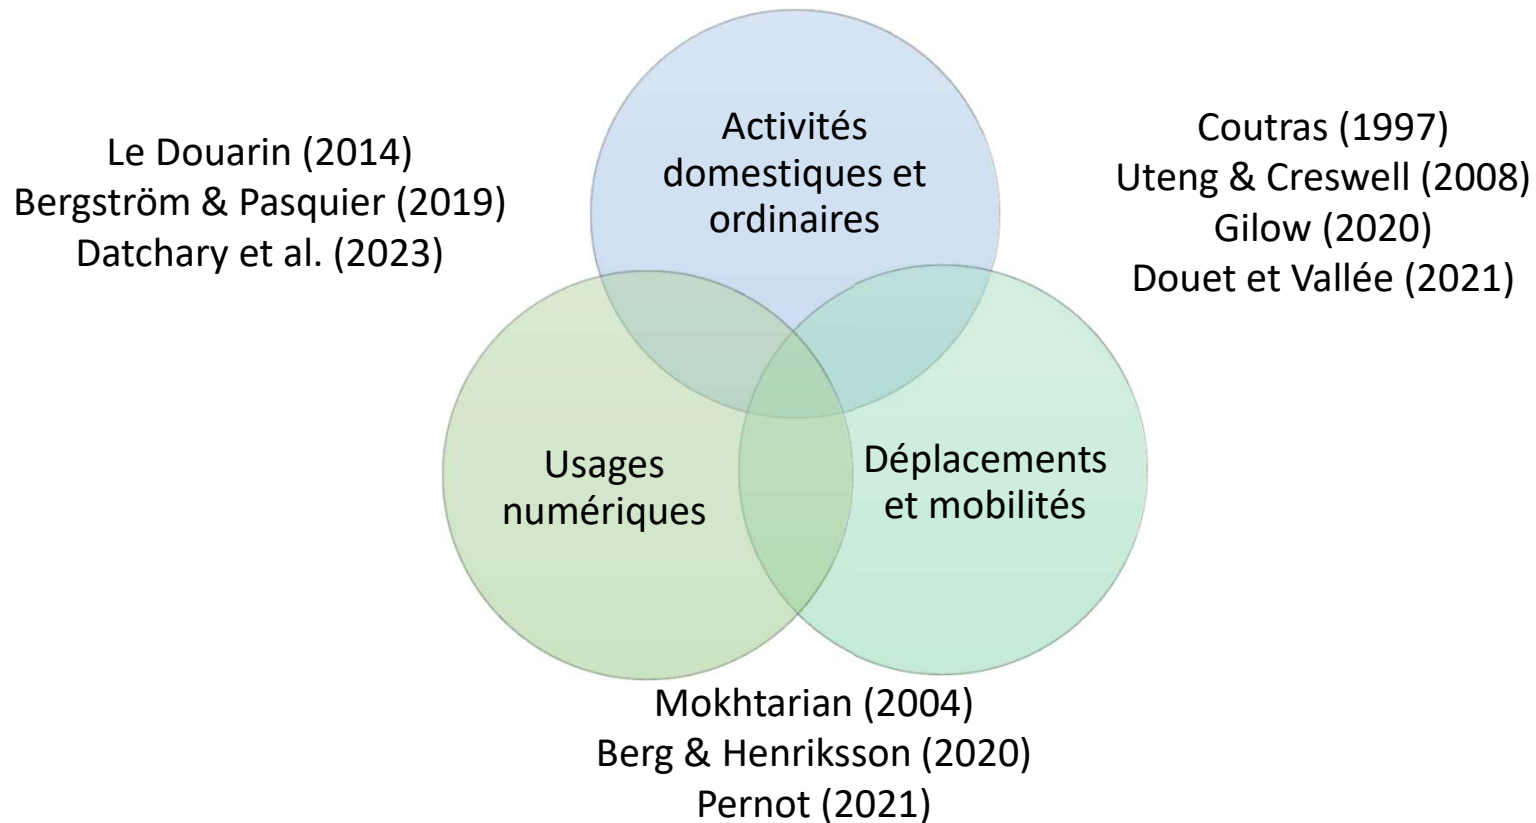 Activités
domestiques et
ordinaires
Le Douarin (2014)
Bergström & Pasquier (2019)
Datchary et al. (2023)
Coutras (1997)
Uteng & Creswell (2008)
Gilow (2020)
Douet et Vallée (2021)
Usages
numériques
Déplacements
et mobilités
Mokhtarian (2004)
Berg & Henriksson (2020)
Pernot (2021)